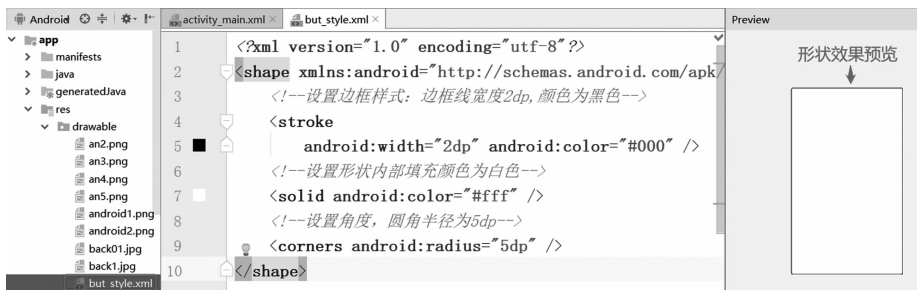 Android
activity_main.xml
but_style.xml
Preview
app
manifests
java
generatedJava
res
drawable
an2.png
an3.png
an4.png
an5.png
android1.png
android2.png
back01.jpg
back1.jpg
but_style.xml
1 <?xml version="1.0" encoding="utf-8"?>
2 <shape xmlns:android="http://schemas.android.com/apk/
3 <!--设置边框样式：边框线宽度2dp,颜色为黑色-->
4 <stroke
5 android:width="2dp" android:color="#000" />
6 <!--设置形状内部填充颜色为白色-->
7 <solid android:color="#fff" />
8 <!--设置角度，圆角半径为5dp-->
9 <corners android:radius="5dp" />
10 </shape>
形状效果预览